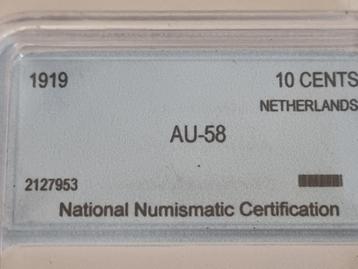 1919 10 CENTS
NETHERLANDS
AU-58
2127953
National Numismatic Certification